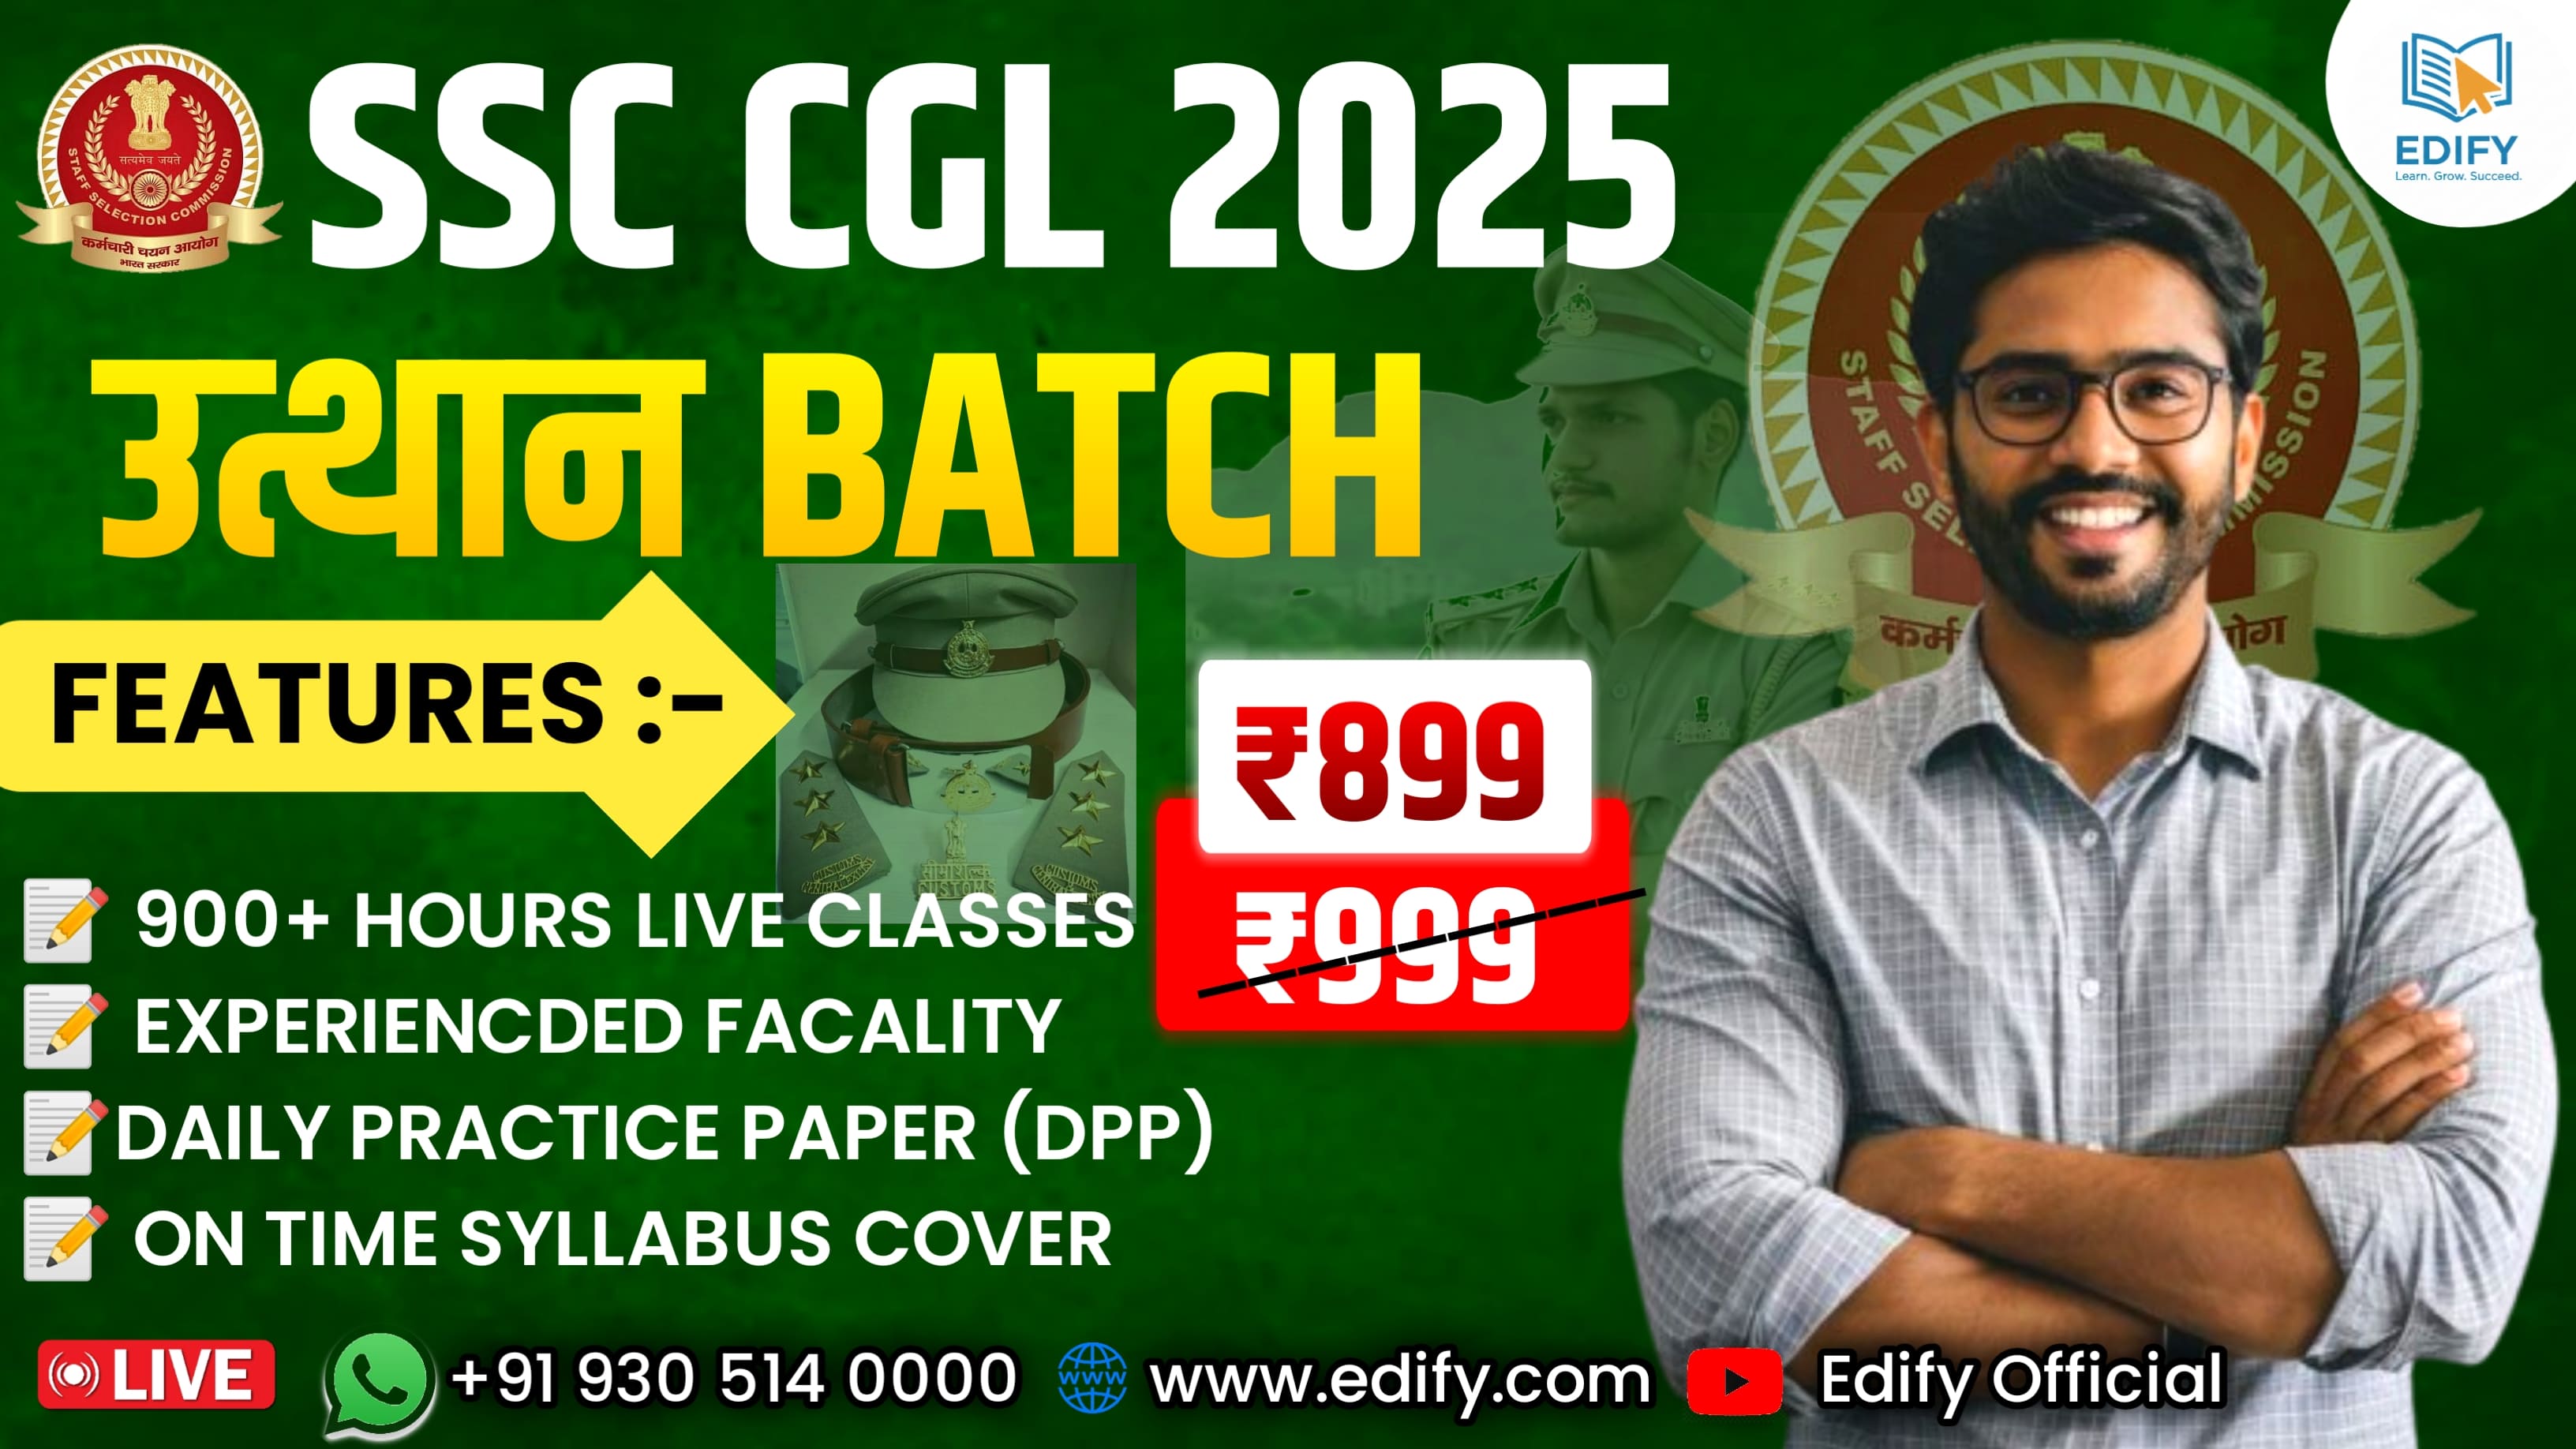 SSC CGL 2025
सत्यमेव जयते
STAFF SELECTION COMMISSION
कर्मचारी चयन आयोग
भारत सरकार
EDIFY
Learn. Grow. Succeed.
उत्थान BATCH
FEATURES :-
₹899
₹999
सीमाशुल्क
CUSTOMS
900+ HOURS LIVE CLASSES
EXPERIENCDED FACALITY
DAILY PRACTICE PAPER (DPP)
ON TIME SYLLABUS COVER
LIVE
+91 930 514 0000
www
www.edify.com
Edify Official